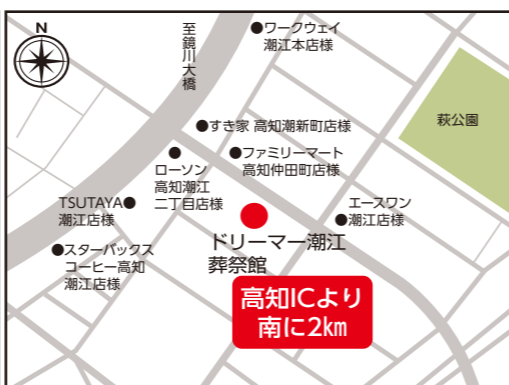 N
至鏡川大橋
●ワークウェイ
潮江本店様
萩公園
●すき家 高知潮新町店様
●ファミリーマート
高知仲田町店様
ローソン
高知潮江
二丁目店様
TSUTAYA●
潮江店様
エースワン
●潮江店様
●スターバックス
コーヒー高知
潮江店様
ドリーマー潮江
葬祭館
高知ICより
南に2km